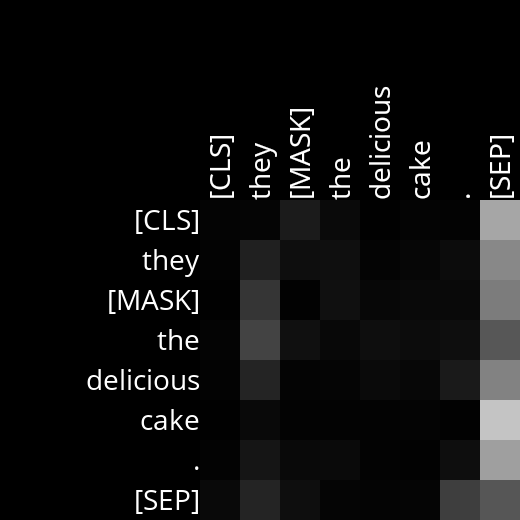 [CLS] they [MASK] the delicious cake . [SEP]
[CLS]
they
[MASK]
the
delicious
cake
.
[SEP]